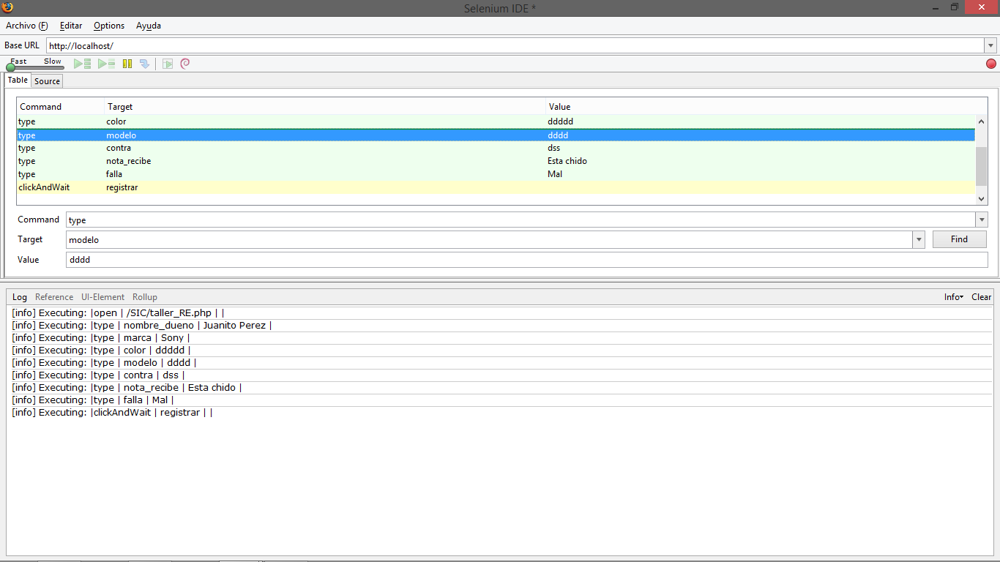 Selenium IDE *
Archivo (F) Editar Options Ayuda
Base URL http://localhost/
Fast Slow
Table Source
Command Target Value
type color ddddd
type modelo dddd
type contra dss
type nota_recibe Esta chido
type falla Mal
clickAndWait registrar
Command type
Target modelo Find
Value dddd
Log Reference UI-Element Rollup Info Clear
[info] Executing: |open | /SIC/taller_RE.php | |
[info] Executing: |type | nombre_dueno | Juanito Perez |
[info] Executing: |type | marca | Sony |
[info] Executing: |type | color | ddddd |
[info] Executing: |type | modelo | dddd |
[info] Executing: |type | contra | dss |
[info] Executing: |type | nota_recibe | Esta chido |
[info] Executing: |type | falla | Mal |
[info] Executing: |clickAndWait | registrar | |